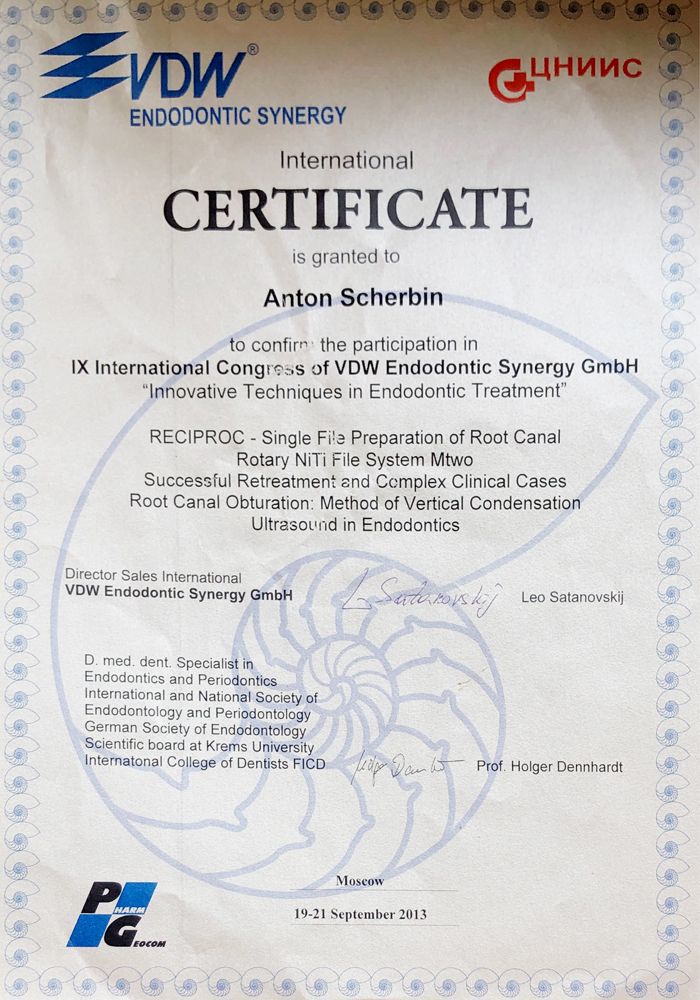 VDW®
ENDODONTIC SYNERGY
ЦНИИС
International
CERTIFICATE
is granted to
Anton Scherbin
to confirm the participation in
IX International Congress of VDW Endodontic Synergy GmbH
“Innovative Techniques in Endodontic Treatment”
RECIPROC - Single File Preparation of Root Canal
Rotary NiTi File System Mtwo
Successful Retreatment and Complex Clinical Cases
Root Canal Obturation: Method of Vertical Condensation
Ultrasound in Endodontics
Director Sales International
VDW Endodontic Synergy GmbH
L Satanovskij
Leo Satanovskij
D. med. dent. Specialist in
Endodontics and Periodontics
International and National Society of
Endodontology and Periodontology
German Society of Endodontology
Scientific board at Krems University
Internatonal College of Dentists FICD
Prof. Holger Dennhardt
Moscow
19-21 September 2013
PHARM
GEOCOM